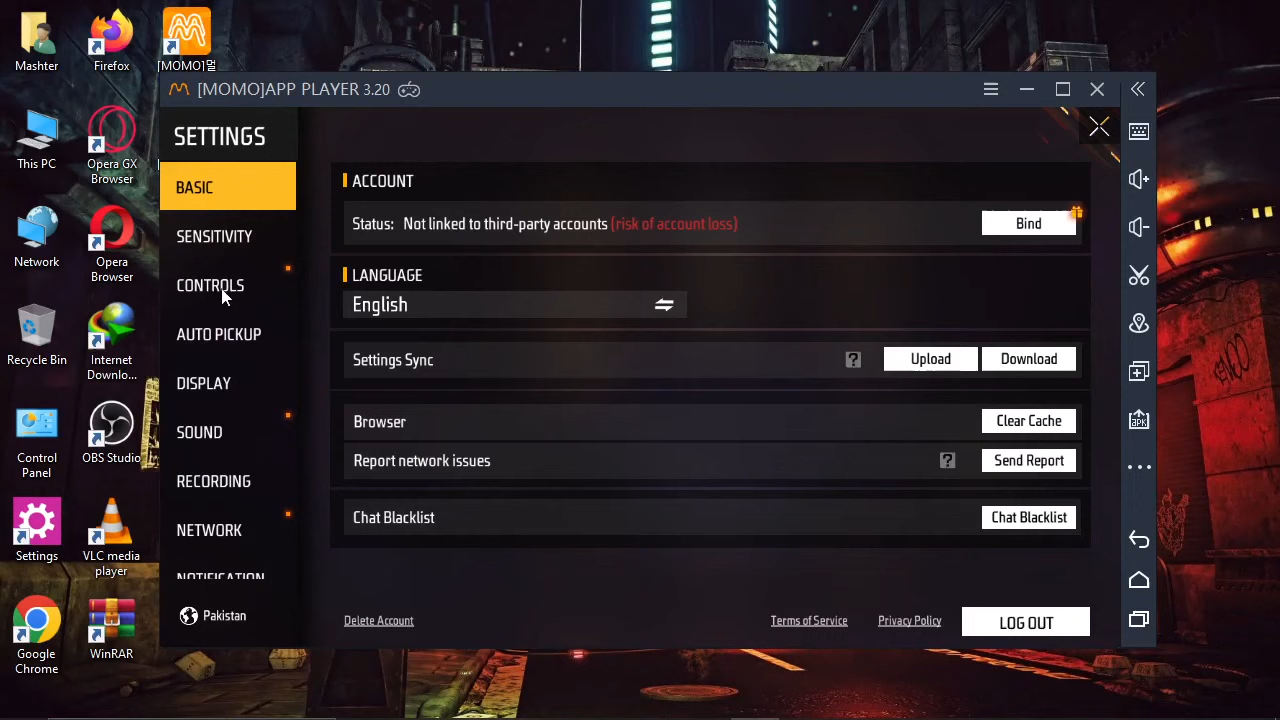 Mashter
Firefox
[MOMO]멀
This PC
Opera GX
Browser
Network
Opera
Browser
Recycle Bin
Internet
Downlo...
Control
Panel
OBS Studio
Settings
VLC media
player
Google
Chrome
WinRAR
[MOMO]APP PLAYER 3.20
SETTINGS
BASIC
SENSITIVITY
CONTROLS
AUTO PICKUP
DISPLAY
SOUND
RECORDING
NETWORK
NOTIFICATION
Pakistan
ACCOUNT
Status: Not linked to third-party accounts (risk of account loss)
Bind
LANGUAGE
English
Settings Sync
?
Upload
Download
Browser
Clear Cache
Report network issues
?
Send Report
Chat Blacklist
Chat Blacklist
Delete Account
Terms of Service
Privacy Policy
LOG OUT
APK